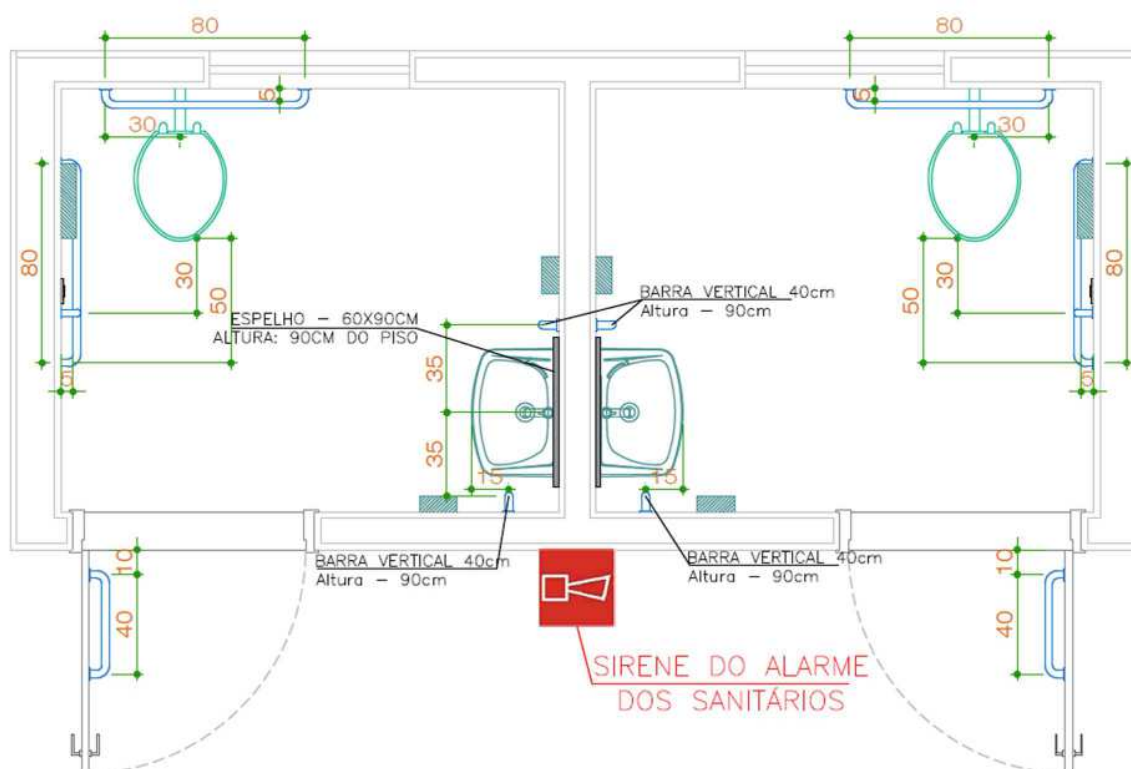 80
80
5
5
30
30
80
30
50
50
30
80
BARRA VERTICAL 40cm
Altura - 90cm
ESPELHO - 60X90CM
ALTURA: 90CM DO PISO
35
5
5
35
15
15
BARRA VERTICAL 40cm
Altura - 90cm
BARRA VERTICAL 40cm
Altura - 90cm
10
10
40
40
SIRENE DO ALARME
DOS SANITÁRIOS